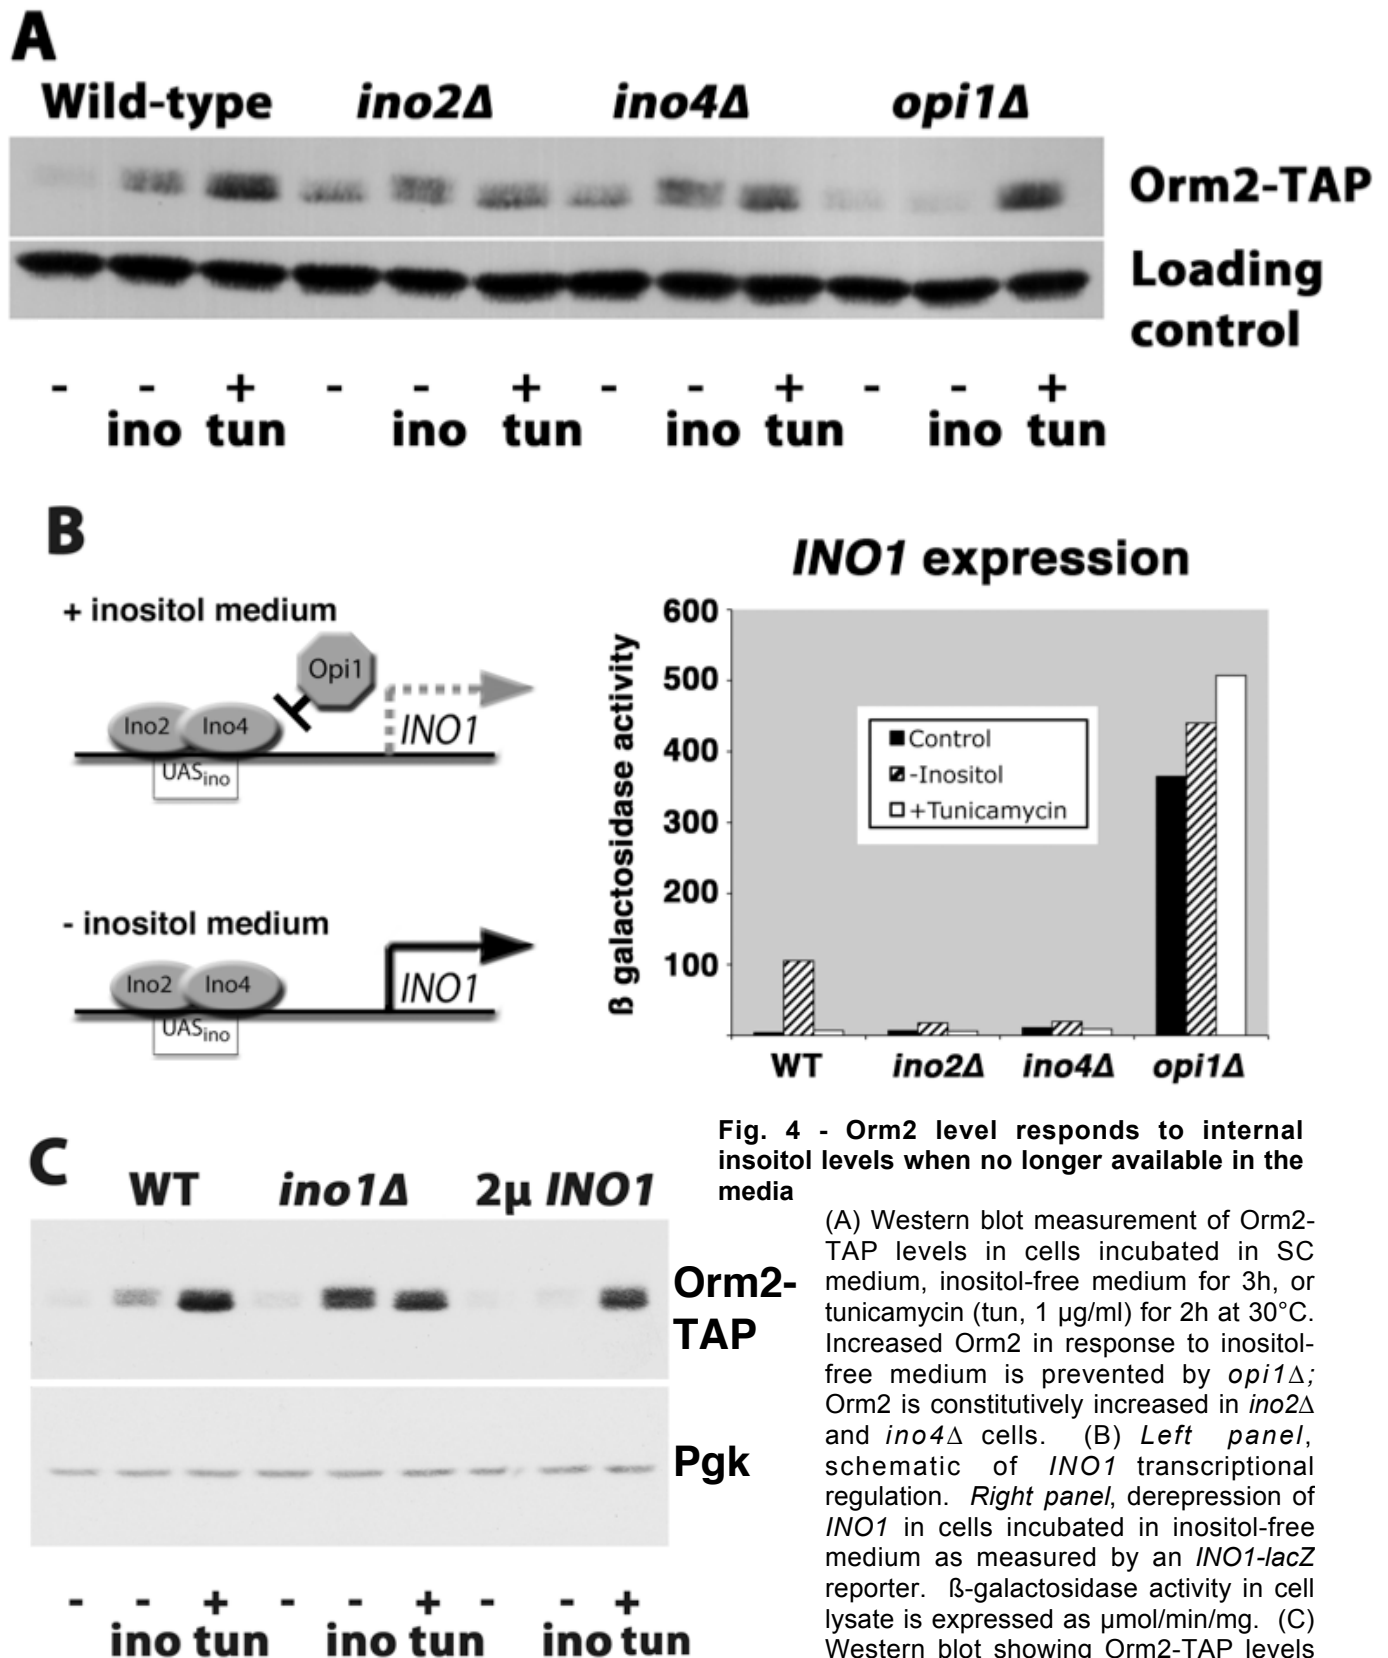 A
Wild-type ino2Δ ino4Δ opi1Δ
Orm2-TAP
Loading
control
- - + - - + - - + - - +
ino tun ino tun ino tun ino tun
B
+ inositol medium
Opi1
Ino2 Ino4
INO1
UASino
- inositol medium
Ino2 Ino4
INO1
UASino
INO1 expression
600
500
400
300
200
100
ß galactosidase activity
Control
-Inositol
+Tunicamycin
WT ino2Δ ino4Δ opi1Δ
C
WT ino1Δ 2µ INO1
Orm2-
TAP
Pgk
- - + - - + - - +
ino tun ino tun ino tun
Fig. 4 - Orm2 level responds to internal
insoitol levels when no longer available in the
media
(A) Western blot measurement of Orm2-
TAP levels in cells incubated in SC
medium, inositol-free medium for 3h, or
tunicamycin (tun, 1 µg/ml) for 2h at 30°C.
Increased Orm2 in response to inositol-
free medium is prevented by opi1∆;
Orm2 is constitutively increased in ino2∆
and ino4∆ cells. (B) Left panel,
schematic of INO1 transcriptional
regulation. Right panel, derepression of
INO1 in cells incubated in inositol-free
medium as measured by an INO1-lacZ
reporter. ß-galactosidase activity in cell
lysate is expressed as µmol/min/mg. (C)
Western blot showing Orm2-TAP levels